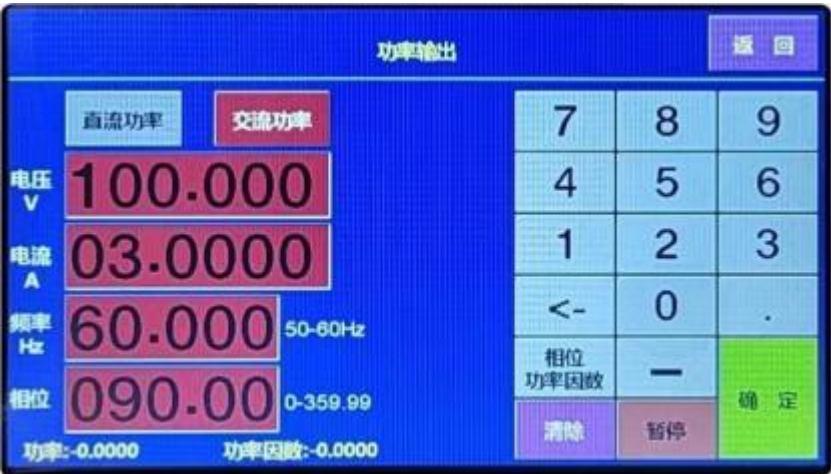 功率输出
返 回
直流功率
交流功率
电压
V
100.000
电流
A
03.0000
频率
Hz
60.000
50-60Hz
相位
090.00
0-359.99
功率:-0.0000
功率因数:-0.0000
7 8 9
4 5 6
1 2 3
<- 0 .
相位
功率因数
—
确 定
清除
暂停